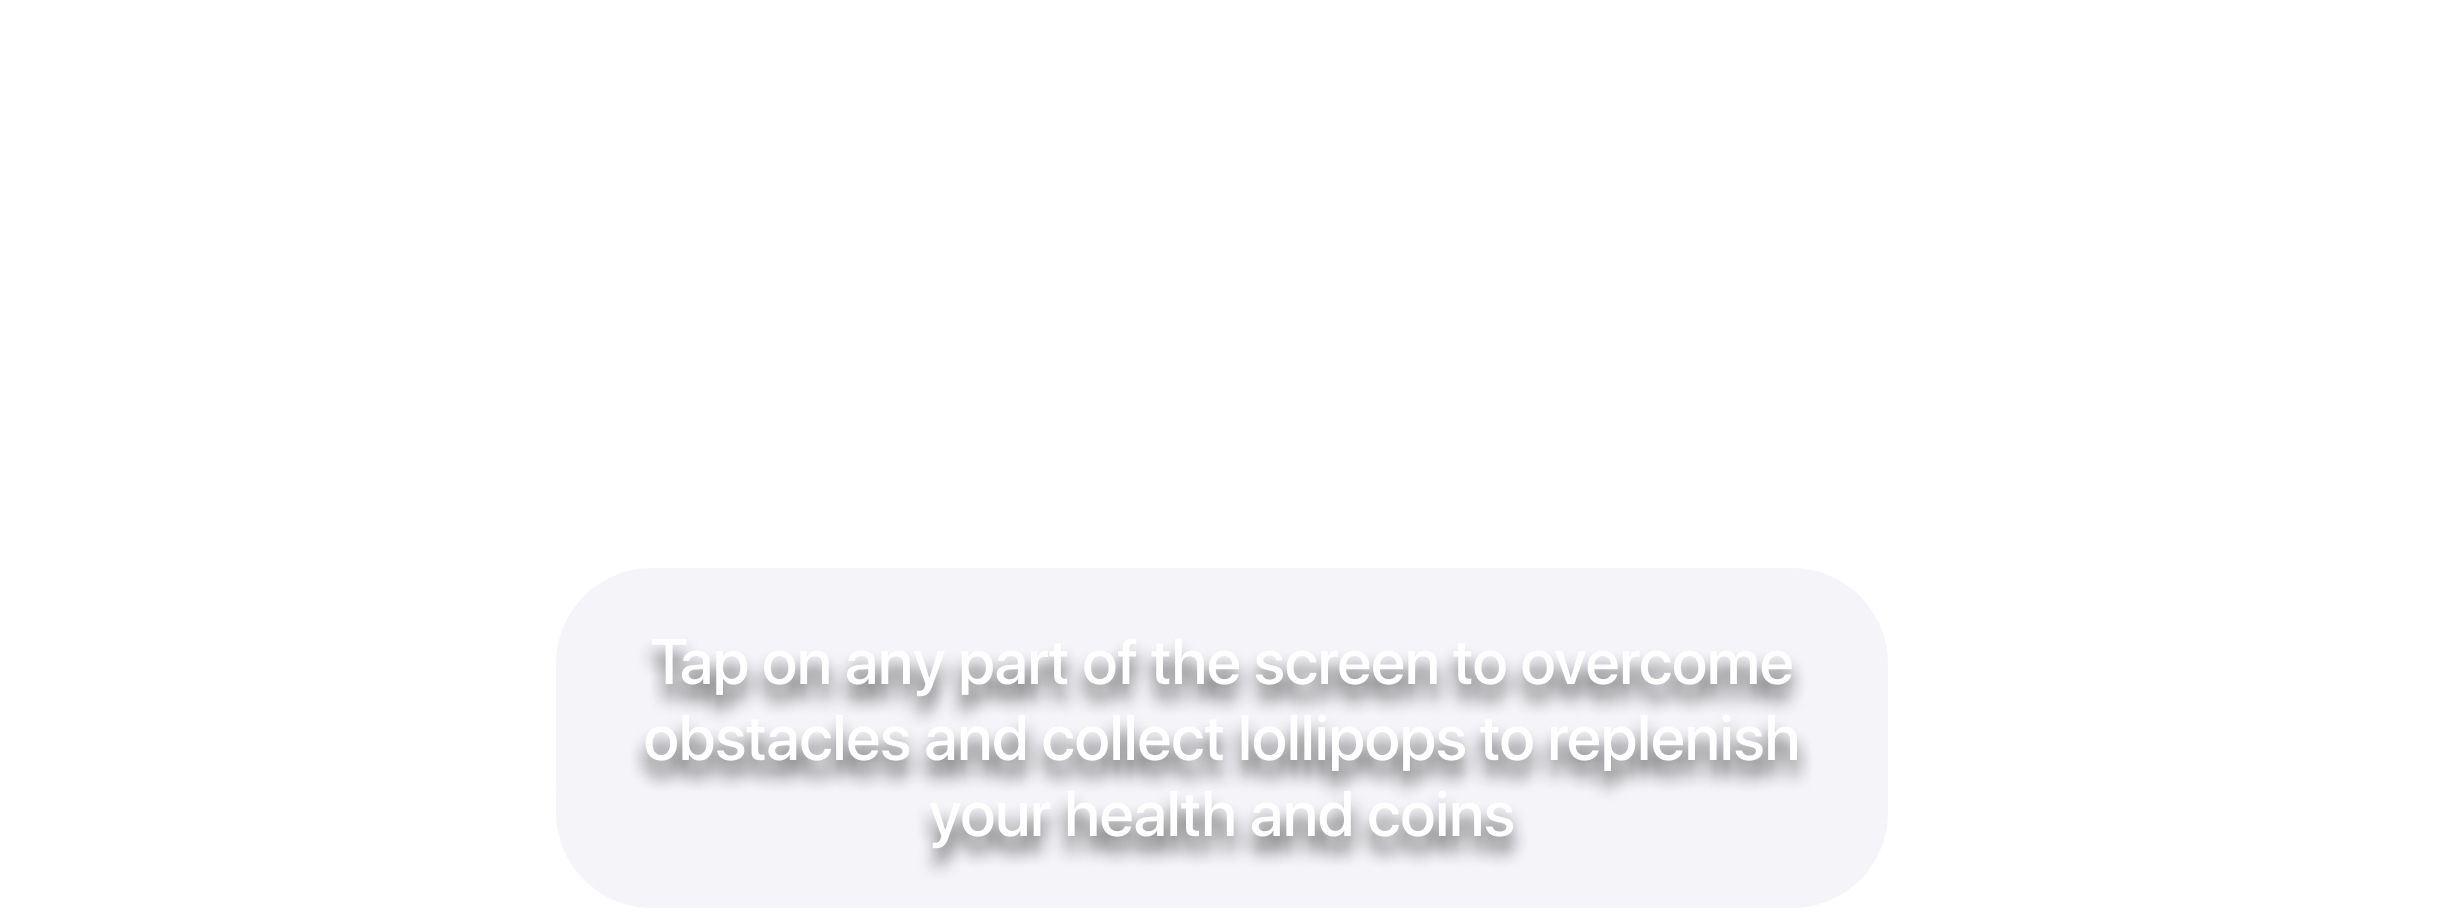 Tap on any part of the screen to overcome
obstacles and collect lollipops to replenish
your health and coins